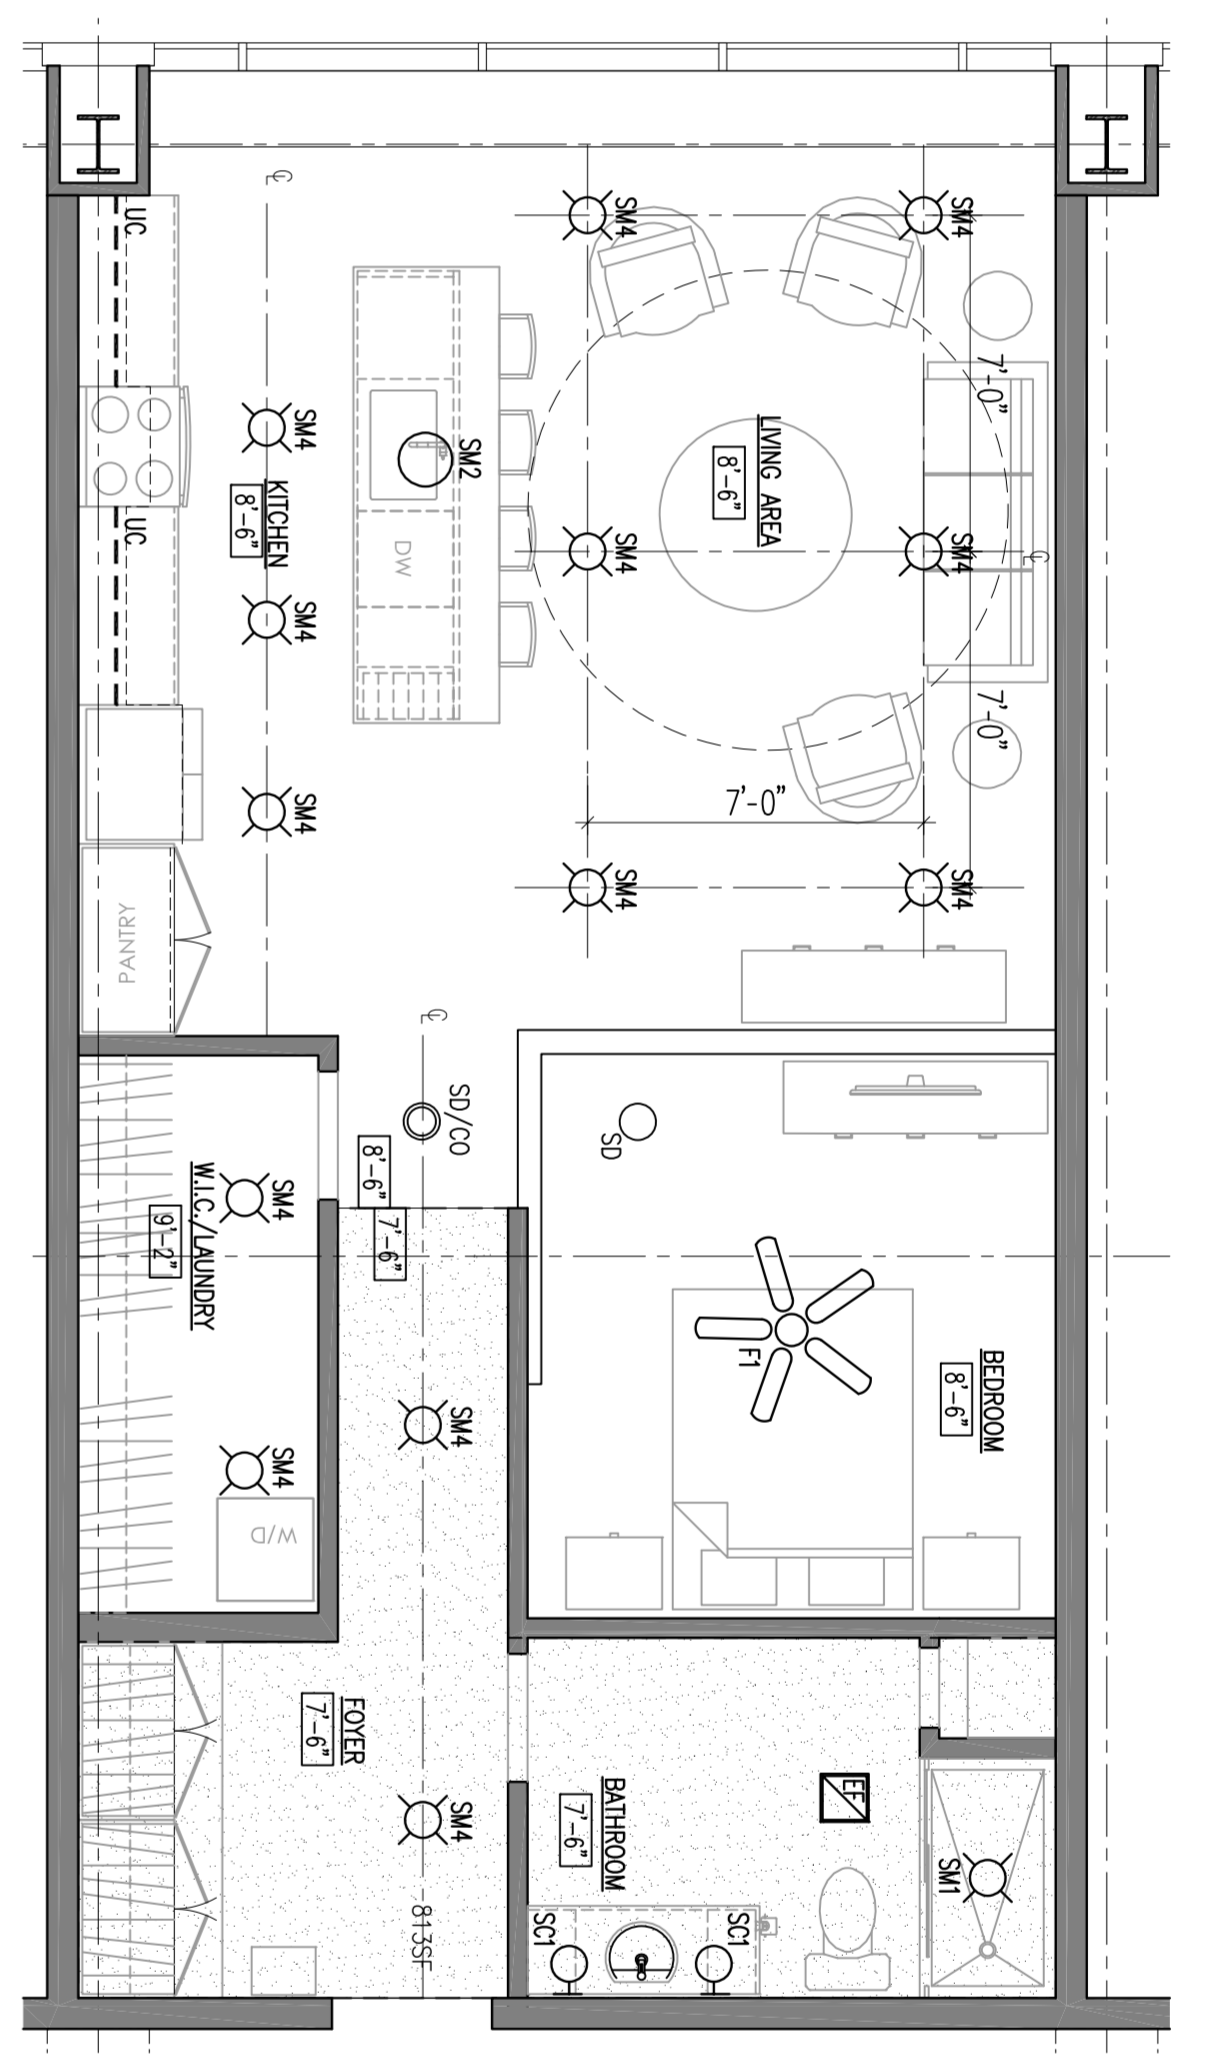 ℄
UC
SM4
SM4
7'-0"
SM4
KITCHEN
8'-6"
UC
SM2
DW
LIVING AREA
8'-6"
SM4
SM4
℄
SM4
7'-0"
SM4
7'-0"
SM4
SM4
PANTRY
℄
SD/CO
SD
8'-6"
7'-6"
W.I.C./LAUNDRY
9'-2"
SM4
F1
BEDROOM
8'-6"
SM4
SM4
W/D
FOYER
7'-6"
SM4
BATHROOM
7'-6"
EF
SM1
813SF
SC1
SC1